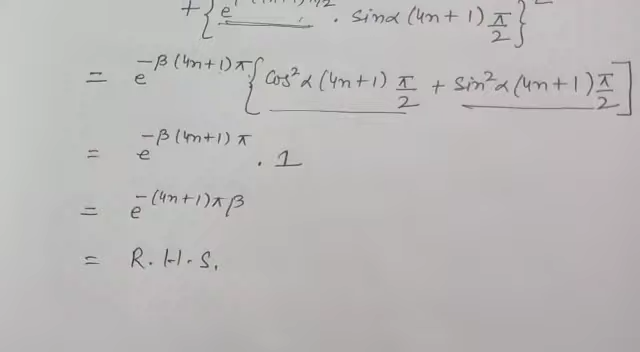 + { e . sinα (4n+1) π/2 }²
= e^{-β(4n+1)π} { cos²α (4n+1) π/2 + sin²α (4n+1) π/2 ]
= e^{-β(4n+1)π} . 1
= e^{-(4n+1)πβ}
= R.H.S.